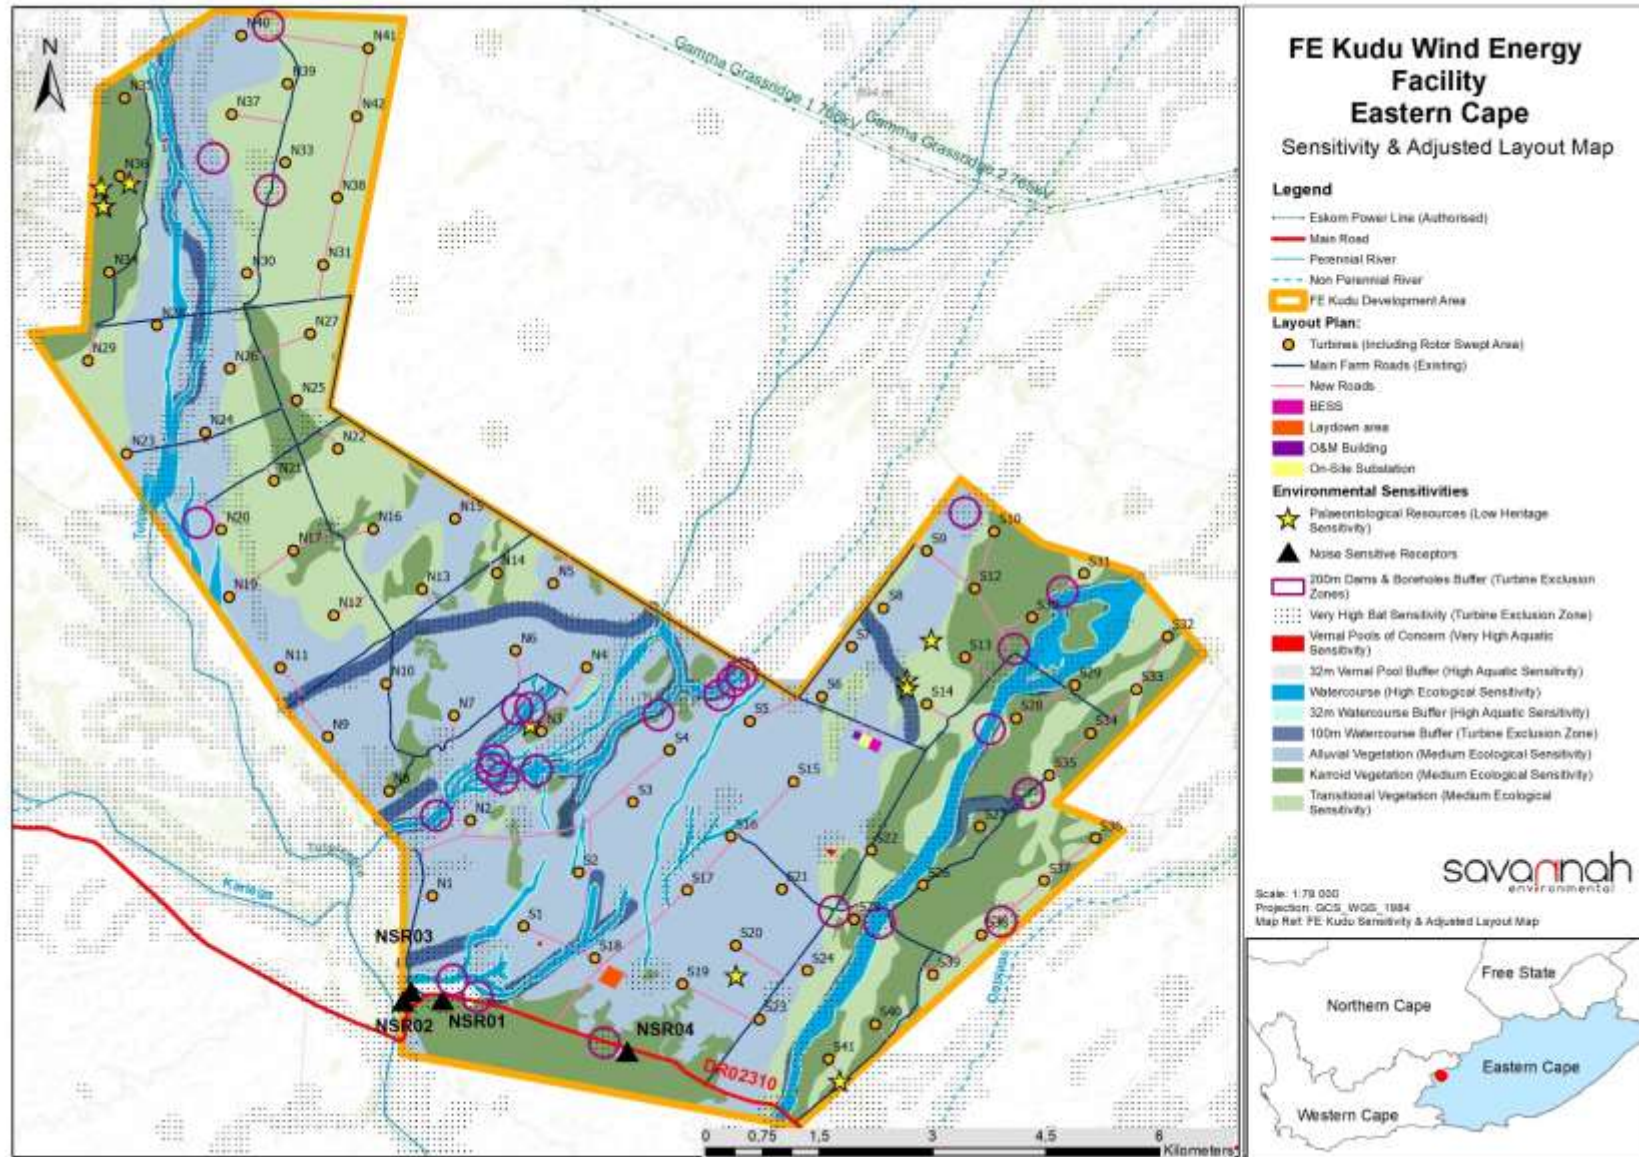 FE Kudu Wind Energy
Facility
Eastern Cape
Sensitivity & Adjusted Layout Map
Legend
Eskom Power Line (Authorised)
Main Road
Perennial River
Non Perennial River
FE Kudu Development Area
Layout Plan:
Turbines (Including Rotor Swept Area)
Main Farm Roads (Existing)
New Roads
BESS
Laydown area
O&M Building
On-Site Substation
Environmental Sensitivities
Palaeontological Resources (Low Heritage
Sensitivity)
Noise Sensitive Receptors
200m Dams & Boreholes Buffer (Turbine Exclusion
Zones)
Very High Bat Sensitivity (Turbine Exclusion Zone)
Vernal Pools of Concern (Very High Aquatic
Sensitivity)
32m Vernal Pool Buffer (High Aquatic Sensitivity)
Watercourse (High Ecological Sensitivity)
32m Watercourse Buffer (High Aquatic Sensitivity)
100m Watercourse Buffer (Turbine Exclusion Zone)
Alluvial Vegetation (Medium Ecological Sensitivity)
Karroid Vegetation (Medium Ecological Sensitivity)
Transitional Vegetation (Medium Ecological
Sensitivity)
savannah
environmental
Scale: 1:79 000
Projection: GCS_WGS_1984
Map Ref: FE Kudu Sensitivity & Adjusted Layout Map
Free State
Northern Cape
Eastern Cape
Western Cape
N
Gamma Grassridge 1 765kV
Gamma Grassridge 2 765kV
N40
N41
N39
N35
N37
N42
N33
N36
N38
N31
N34
N30
N27
N29
N26
N25
N24
N23
N22
N21
N20
N15
N16
N17
N14
N13
N5
N19
N12
N11
N6
N4
N10
N7
N3
N9
N8
N2
N1
S10
S9
S31
S12
S8
S32
S7
S13
S29
S33
S6
S14
S28
S5
S34
S4
S35
S15
S3
S27
S16
S36
S22
S2
S37
S21
S17
S26
S1
S20
S18
S24
S19
S39
S23
S40
S41
NSR03
NSR02
NSR01
NSR04
DR02310
Kariega
0 0,75 1,5 3 4,5 6
Kilometers